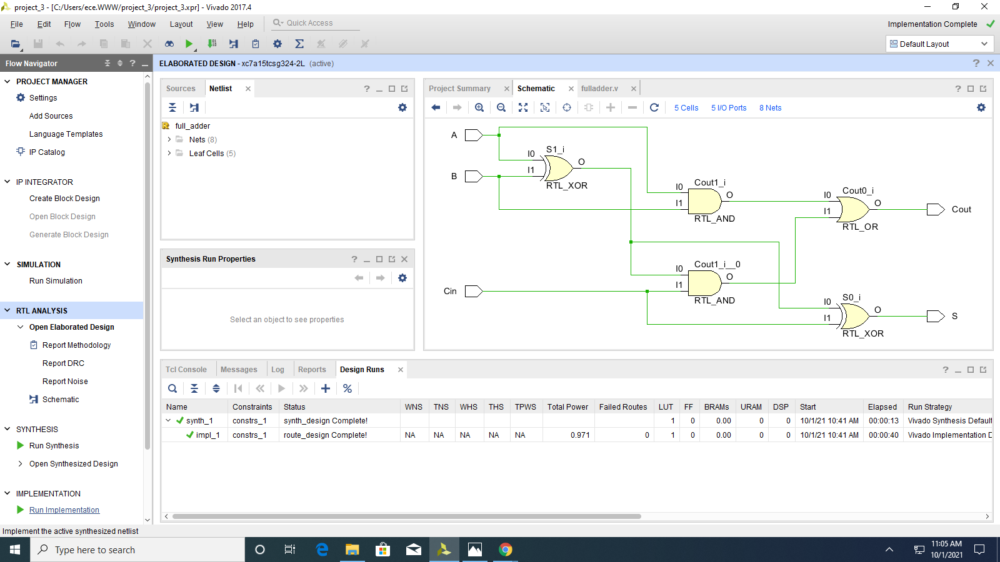 project_3 - [C:/Users/ece.WWW/project_3/project_3.xpr] - Vivado 2017.4
File Edit Flow Tools Window Layout View Help Quick Access
Implementation Complete
Default Layout
Flow Navigator
PROJECT MANAGER
Settings
Add Sources
Language Templates
IP Catalog
IP INTEGRATOR
Create Block Design
Open Block Design
Generate Block Design
SIMULATION
Run Simulation
RTL ANALYSIS
Open Elaborated Design
Report Methodology
Report DRC
Report Noise
Schematic
SYNTHESIS
Run Synthesis
Open Synthesized Design
IMPLEMENTATION
Run Implementation
ELABORATED DESIGN - xc7a15tcsg324-2L (active)
Sources Netlist
full_adder
Nets (8)
Leaf Cells (5)
Synthesis Run Properties
Select an object to see properties
Project Summary Schematic fulladder.v
5 Cells 5 I/O Ports 8 Nets
A
S1_i
I0
O
I1
B
RTL_XOR
Cout1_i
I0
O
I1
RTL_AND
Cout0_i
I0
O
I1
Cout
RTL_OR
Cout1_i__0
I0
O
I1
Cin
RTL_AND
S0_i
I0
O
I1
S
RTL_XOR
Tcl Console Messages Log Reports Design Runs
Name Constraints Status WNS TNS WHS THS TPWS Total Power Failed Routes LUT FF BRAMs URAM DSP Start Elapsed Run Strategy
synth_1 constrs_1 synth_design Complete! 1 0 0.00 0 0 10/1/21 10:41 AM 00:00:13 Vivado Synthesis Default
impl_1 constrs_1 route_design Complete! NA NA NA NA NA 0.971 0 1 0 0.00 0 0 10/1/21 10:41 AM 00:00:40 Vivado Implementation D
Implement the active synthesized netlist
Type here to search
11:05 AM
10/1/2021